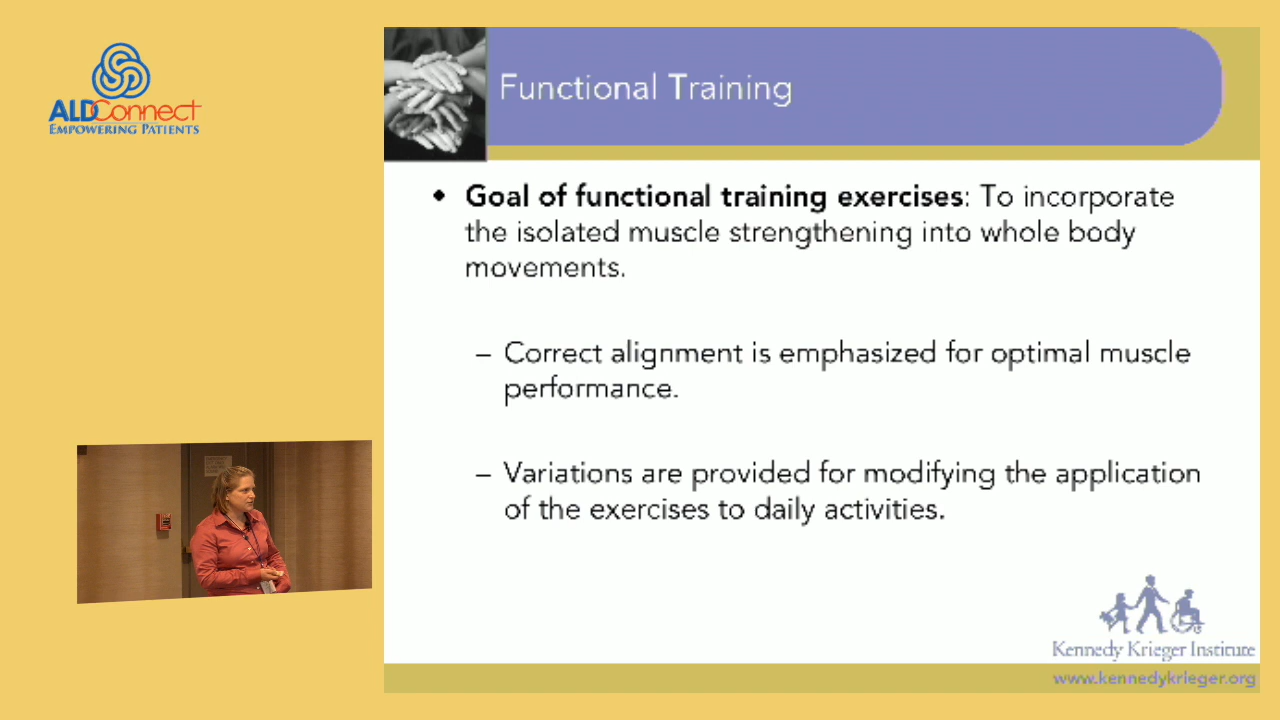 ALDConnect
EMPOWERING PATIENTS
Functional Training
• Goal of functional training exercises: To incorporate
the isolated muscle strengthening into whole body
movements.
– Correct alignment is emphasized for optimal muscle
performance.
– Variations are provided for modifying the application
of the exercises to daily activities.
Kennedy Krieger Institute
www.kennedykrieger.org